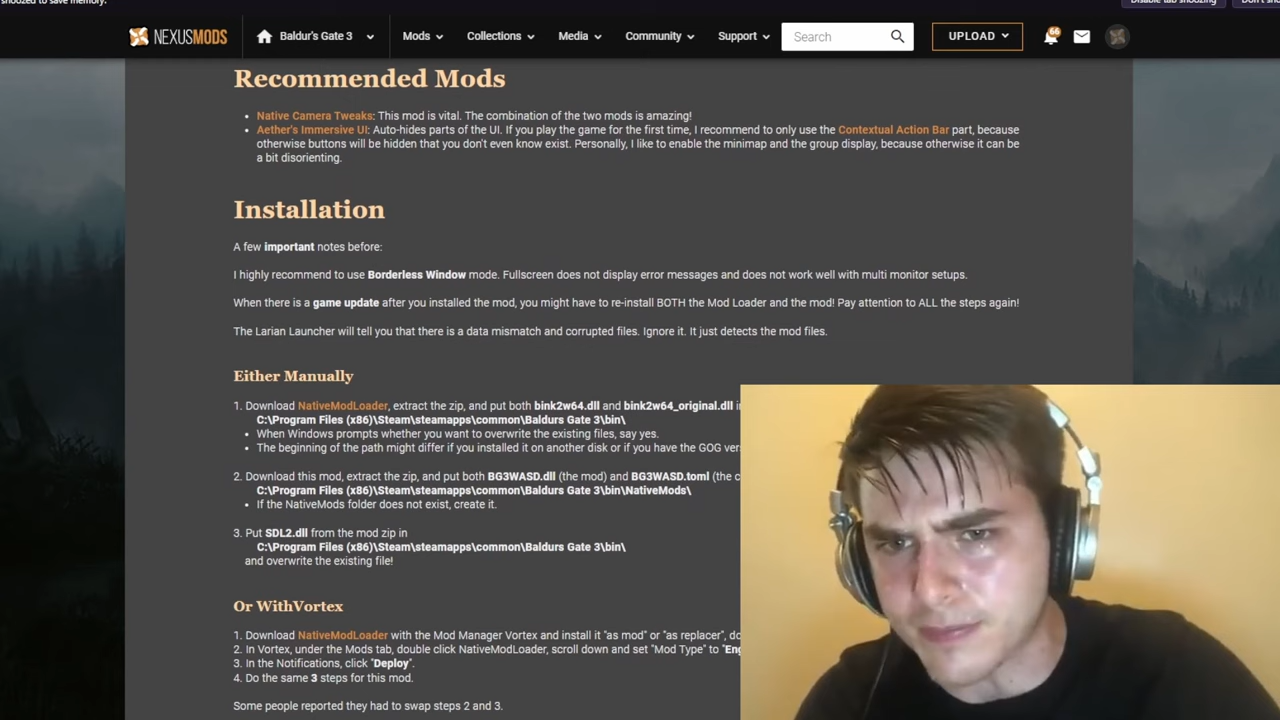 snoozed to save memory.
Disable tab snoozing
NEXUSMODS
Baldur's Gate 3
Mods
Collections
Media
Community
Support
Search
UPLOAD
66
Recommended Mods
Native Camera Tweaks: This mod is vital. The combination of the two mods is amazing!
Aether's Immersive UI: Auto-hides parts of the UI. If you play the game for the first time, I recommend to only use the Contextual Action Bar part, because
otherwise buttons will be hidden that you don't even know exist. Personally, I like to enable the minimap and the group display, because otherwise it can be
a bit disorienting.
Installation
A few important notes before:
I highly recommend to use Borderless Window mode. Fullscreen does not display error messages and does not work well with multi monitor setups.
When there is a game update after you installed the mod, you might have to re-install BOTH the Mod Loader and the mod! Pay attention to ALL the steps again!
The Larian Launcher will tell you that there is a data mismatch and corrupted files. Ignore it. It just detects the mod files.
Either Manually
1. Download NativeModLoader, extract the zip, and put both bink2w64.dll and bink2w64_original.dll
C:\Program Files (x86)\Steam\steamapps\common\Baldurs Gate 3\bin\
When Windows prompts whether you want to overwrite the existing files, say yes.
The beginning of the path might differ if you installed it on another disk or if you have the GOG
2. Download this mod, extract the zip, and put both BG3WASD.dll (the mod) and BG3WASD.toml (the
C:\Program Files (x86)\Steam\steamapps\common\Baldurs Gate 3\bin\NativeMods\
If the NativeMods folder does not exist, create it.
3. Put SDL2.dll from the mod zip in
C:\Program Files (x86)\Steam\steamapps\common\Baldurs Gate 3\bin\
and overwrite the existing file!
Or WithVortex
1. Download NativeModLoader with the Mod Manager Vortex and install it "as mod" or "as replacer",
2. In Vortex, under the Mods tab, double click NativeModLoader, scroll down and set "Mod Type" to
3. In the Notifications, click "Deploy".
4. Do the same 3 steps for this mod.
Some people reported they had to swap steps 2 and 3.